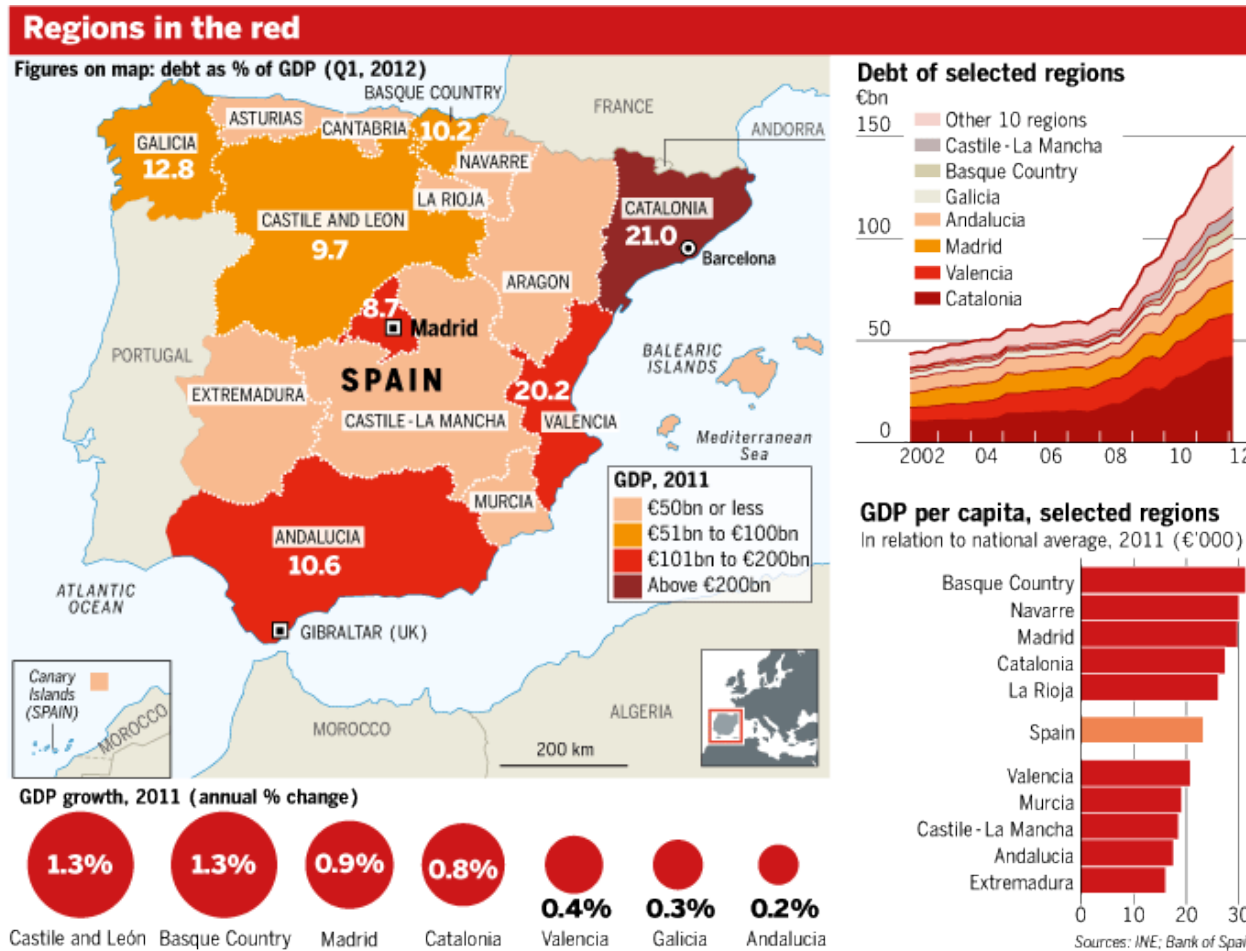 Regions in the red
Figures on map: debt as % of GDP (Q1, 2012)
BASQUE COUNTRY
10.2
FRANCE
ANDORRA
ASTURIAS
CANTABRIA
GALICIA
12.8
NAVARRE
LA RIOJA
CATALONIA
21.0
Barcelona
CASTILE AND LEON
9.7
ARAGON
8.7
Madrid
PORTUGAL
BALEARIC
ISLANDS
SPAIN
EXTREMADURA
20.2
CASTILE - LA MANCHA
VALENCIA
Mediterranean
Sea
MURCIA
ANDALUCIA
10.6
GDP, 2011
€50bn or less
€51bn to €100bn
€101bn to €200bn
Above €200bn
ATLANTIC
OCEAN
GIBRALTAR (UK)
Canary
Islands
(SPAIN)
MOROCCO
MOROCCO
ALGERIA
200 km
GDP growth, 2011 (annual % change)
1.3%
1.3%
0.9%
0.8%
0.4%
0.3%
0.2%
Castile and León
Basque Country
Madrid
Catalonia
Valencia
Galicia
Andalucia
Debt of selected regions
€bn
150
100
50
0
Other 10 regions
Castile - La Mancha
Basque Country
Galicia
Andalucia
Madrid
Valencia
Catalonia
2002 04 06 08 10 12
GDP per capita, selected regions
In relation to national average, 2011 (€'000)
Basque Country
Navarre
Madrid
Catalonia
La Rioja
Spain
Valencia
Murcia
Castile - La Mancha
Andalucia
Extremadura
0 10 20 30
Sources: INE; Bank of Spai